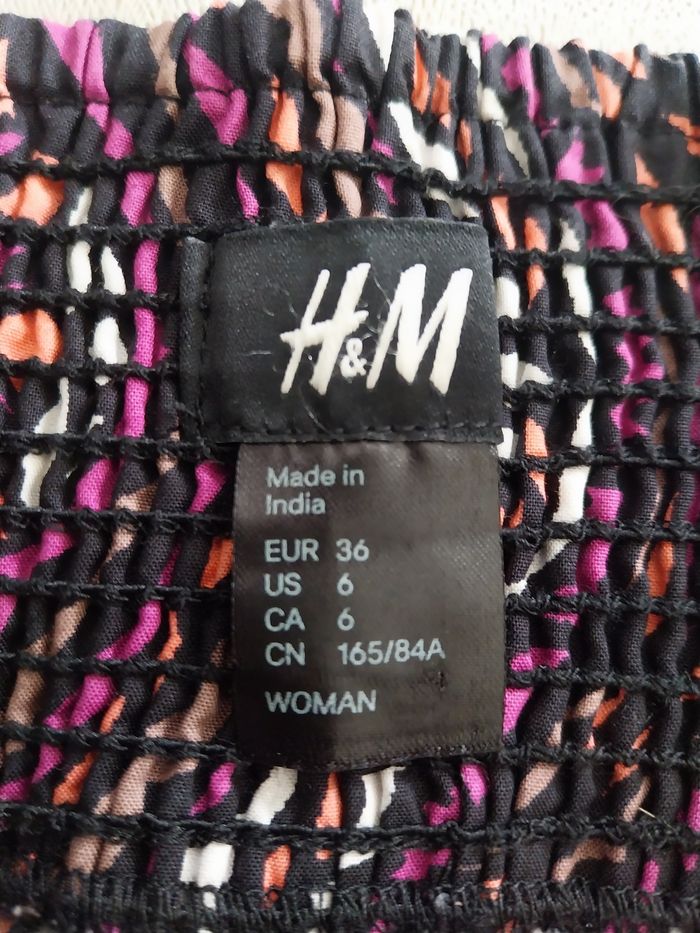 H&M
Made in
India
EUR 36
US 6
CA 6
CN 165/84A
WOMAN